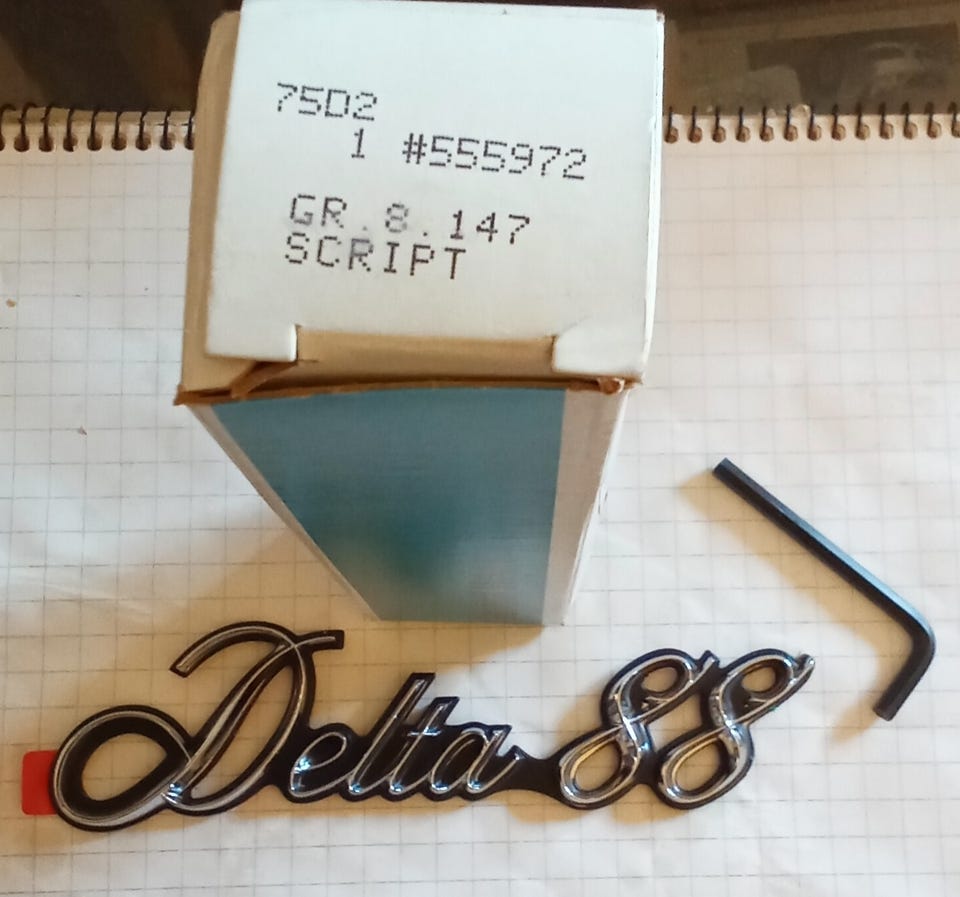 75D2
1 #555972
GR.8.147
SCRIPT
Delta 88